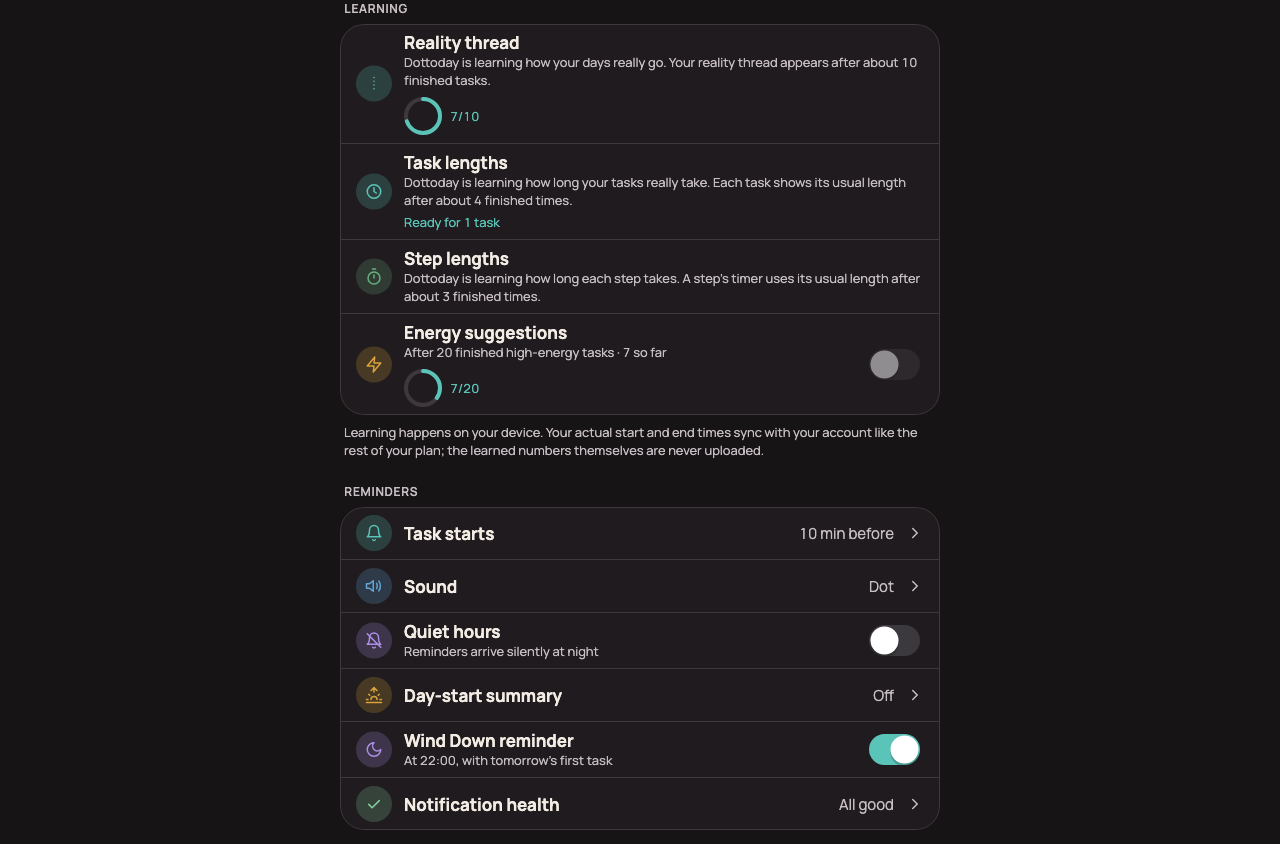 LEARNING
Reality thread
Dottoday is learning how your days really go. Your reality thread appears after about 10
finished tasks.
7/10
Task lengths
Dottoday is learning how long your tasks really take. Each task shows its usual length
after about 4 finished times.
Ready for 1 task
Step lengths
Dottoday is learning how long each step takes. A step's timer uses its usual length after
about 3 finished times.
Energy suggestions
After 20 finished high-energy tasks · 7 so far
7/20
Learning happens on your device. Your actual start and end times sync with your account like the
rest of your plan; the learned numbers themselves are never uploaded.
REMINDERS
Task starts
10 min before
Sound
Dot
Quiet hours
Reminders arrive silently at night
Day-start summary
Off
Wind Down reminder
At 22:00, with tomorrow's first task
Notification health
All good